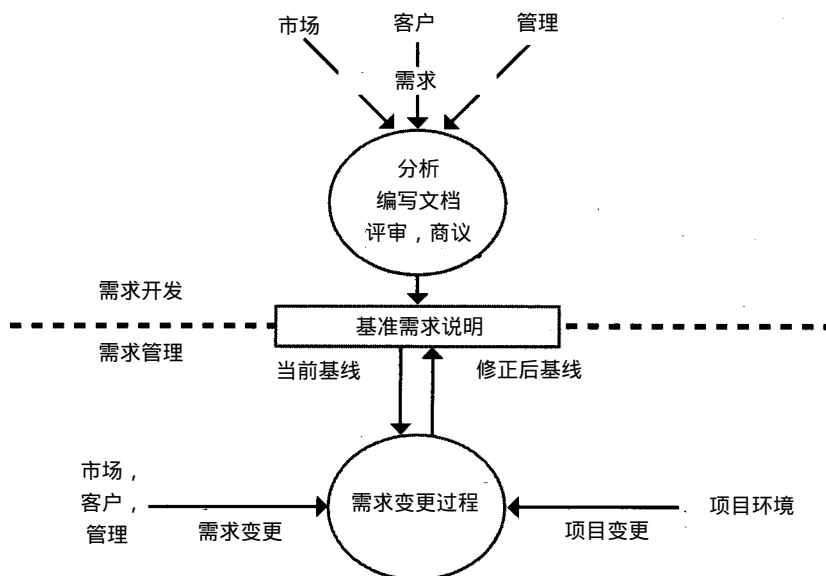 市场
客户
管理
需求
分析
编写文档
评审，商议
需求开发
基准需求说明
需求管理
当前基线
修正后基线
市场，
客户，
管理
需求变更
需求变更过程
项目变更
项目环境